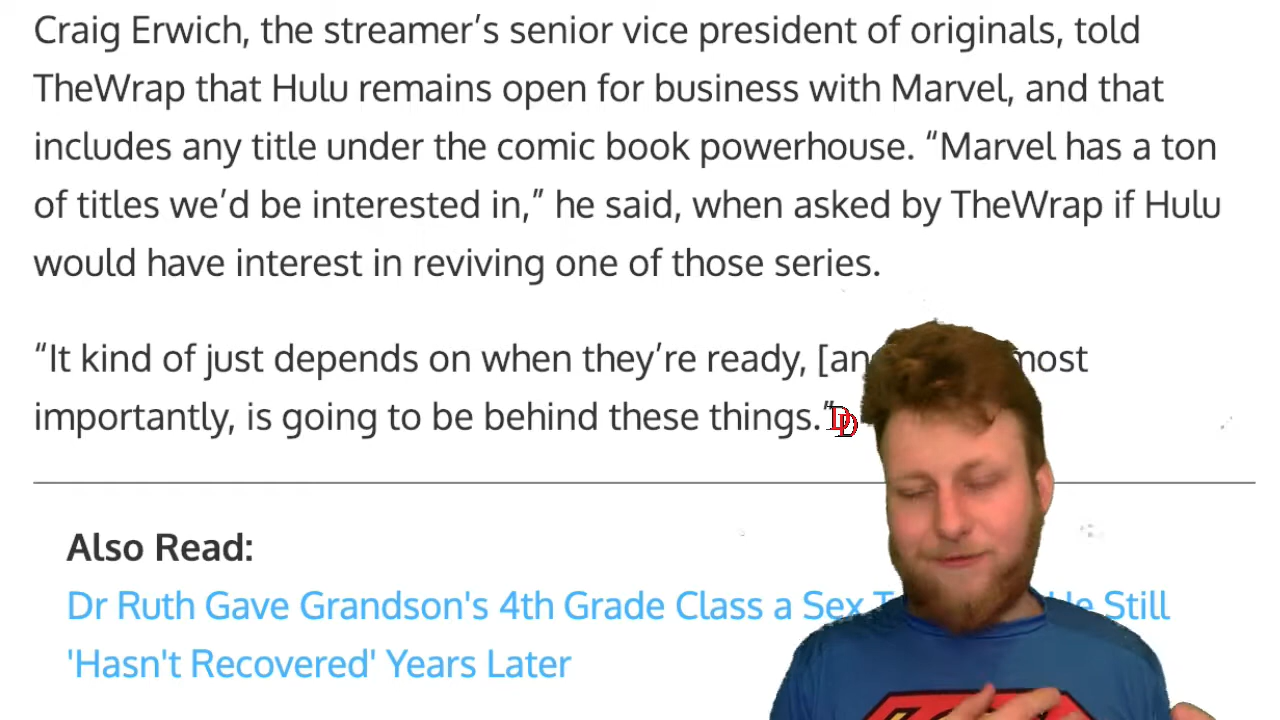 Craig Erwich, the streamer’s senior vice president of originals, told
TheWrap that Hulu remains open for business with Marvel, and that
includes any title under the comic book powerhouse. “Marvel has a ton
of titles we’d be interested in,” he said, when asked by TheWrap if Hulu
would have interest in reviving one of those series.
“It kind of just depends on when they’re ready, [an most
importantly, is going to be behind these things.”
DD
Also Read:
Dr Ruth Gave Grandson's 4th Grade Class a Sex He Still
'Hasn't Recovered' Years Later